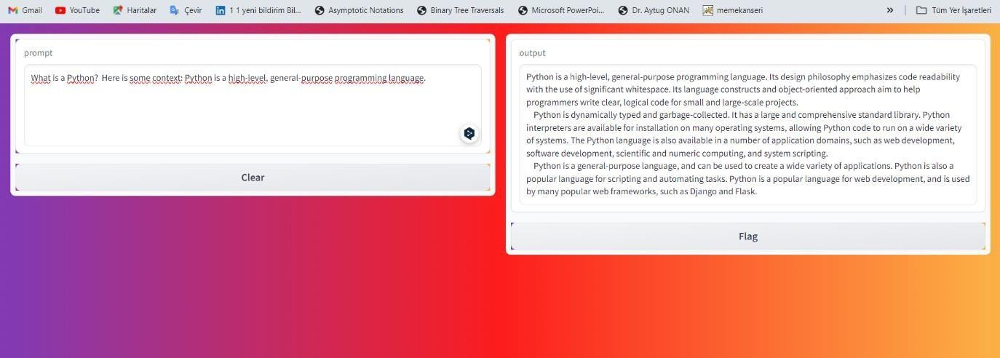 Gmail YouTube Haritalar Çevir 1 1 yeni bildirim Bil... Asymptotic Notations Binary Tree Traversals Microsoft PowerPoi... Dr. Aytug ONAN memekanseri » Tüm Yer İşaretleri
prompt
What is a Python? Here is some context: Python is a high-level, general-purpose programming language.
Clear
output
Python is a high-level, general-purpose programming language. Its design philosophy emphasizes code readability
with the use of significant whitespace. Its language constructs and object-oriented approach aim to help
programmers write clear, logical code for small and large-scale projects.
Python is dynamically typed and garbage-collected. It has a large and comprehensive standard library. Python
interpreters are available for installation on many operating systems, allowing Python code to run on a wide variety
of systems. The Python language is also available in a number of application domains, such as web development,
software development, scientific and numeric computing, and system scripting.
Python is a general-purpose language, and can be used to create a wide variety of applications. Python is also a
popular language for scripting and automating tasks. Python is a popular language for web development, and is used
by many popular web frameworks, such as Django and Flask.
Flag